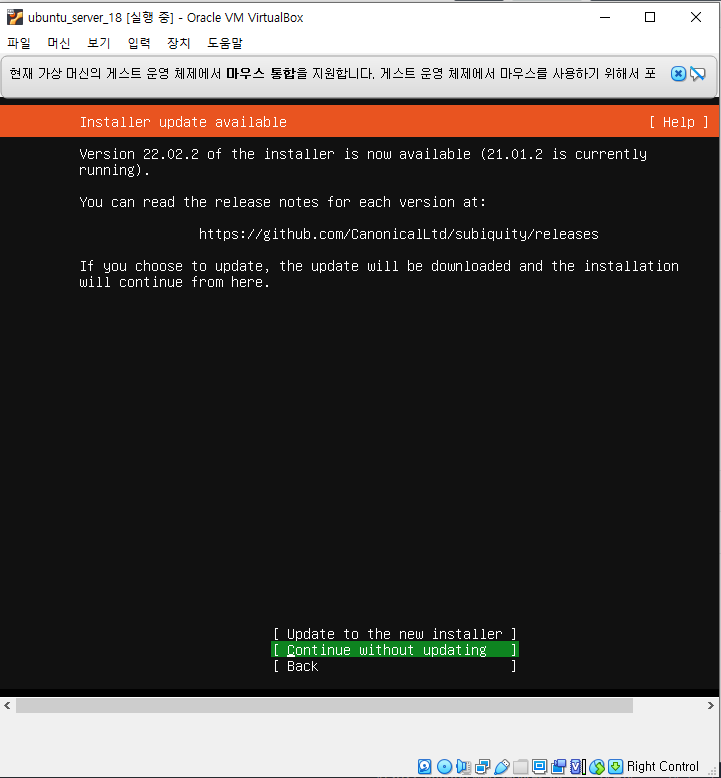 ubuntu_server_18 [실행 중] - Oracle VM VirtualBox
파일 머신 보기 입력 장치 도움말
현재 가상 머신의 게스트 운영 체제에서 마우스 통합을 지원합니다. 게스트 운영 체제에서 마우스를 사용하기 위해서 포
Installer update available [ Help ]
Version 22.02.2 of the installer is now available (21.01.2 is currently
running).
You can read the release notes for each version at:
https://github.com/CanonicalLtd/subiquity/releases
If you choose to update, the update will be downloaded and the installation
will continue from here.
[ Update to the new installer ]
[ Continue without updating ]
[ Back ]
Right Control